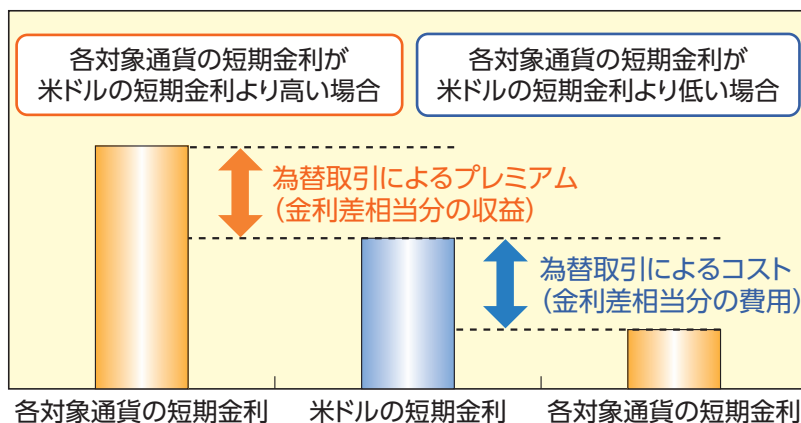 各対象通貨の短期金利が
米ドルの短期金利より高い場合
各対象通貨の短期金利が
米ドルの短期金利より低い場合
為替取引によるプレミアム
(金利差相当分の収益)
為替取引によるコスト
(金利差相当分の費用)
各対象通貨の短期金利
米ドルの短期金利
各対象通貨の短期金利